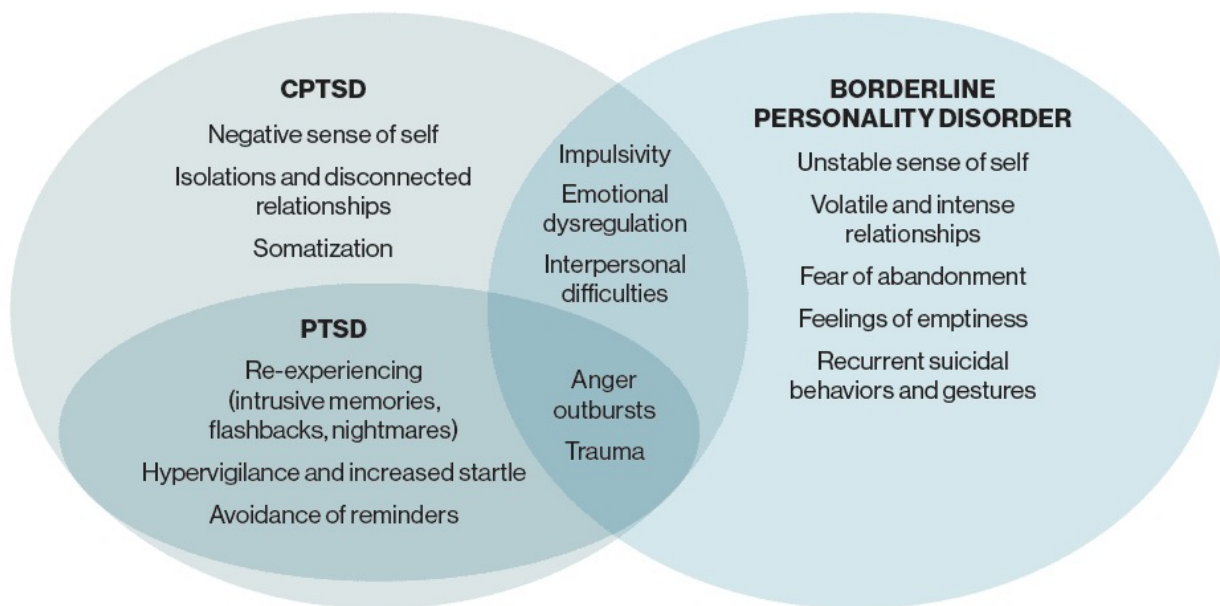 CPTSD
Negative sense of self
Isolations and disconnected
relationships
Somatization
PTSD
Re-experiencing
(intrusive memories,
flashbacks, nightmares)
Hypervigilance and increased startle
Avoidance of reminders
Impulsivity
Emotional
dysregulation
Interpersonal
difficulties
Anger
outbursts
Trauma
BORDERLINE
PERSONALITY DISORDER
Unstable sense of self
Volatile and intense
relationships
Fear of abandonment
Feelings of emptiness
Recurrent suicidal
behaviors and gestures